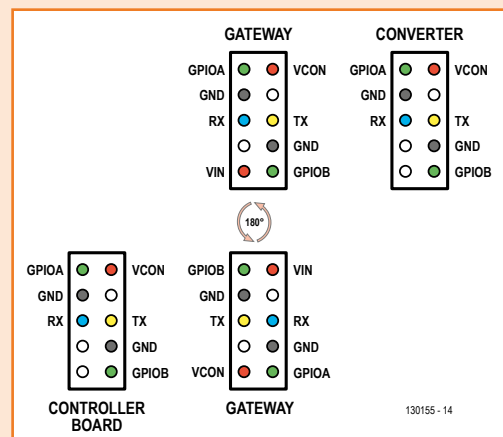 GATEWAY
CONVERTER
GPIOA VCON
GND
RX TX
GND
VIN GPIOB
GPIOA VCON
GND
RX TX
GND
GPIOB
180°
GPIOA VCON
GND
RX TX
GND
GPIOB
GPIOB VIN
GND
TX RX
GND
VCON GPIOA
CONTROLLER
BOARD
GATEWAY
130155 - 14